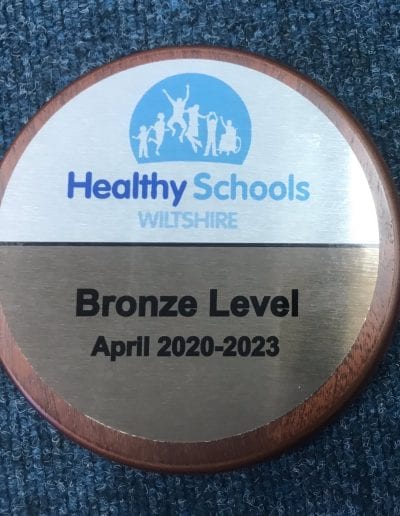 Healthy Schools
WILTSHIRE
Bronze Level
April 2020-2023